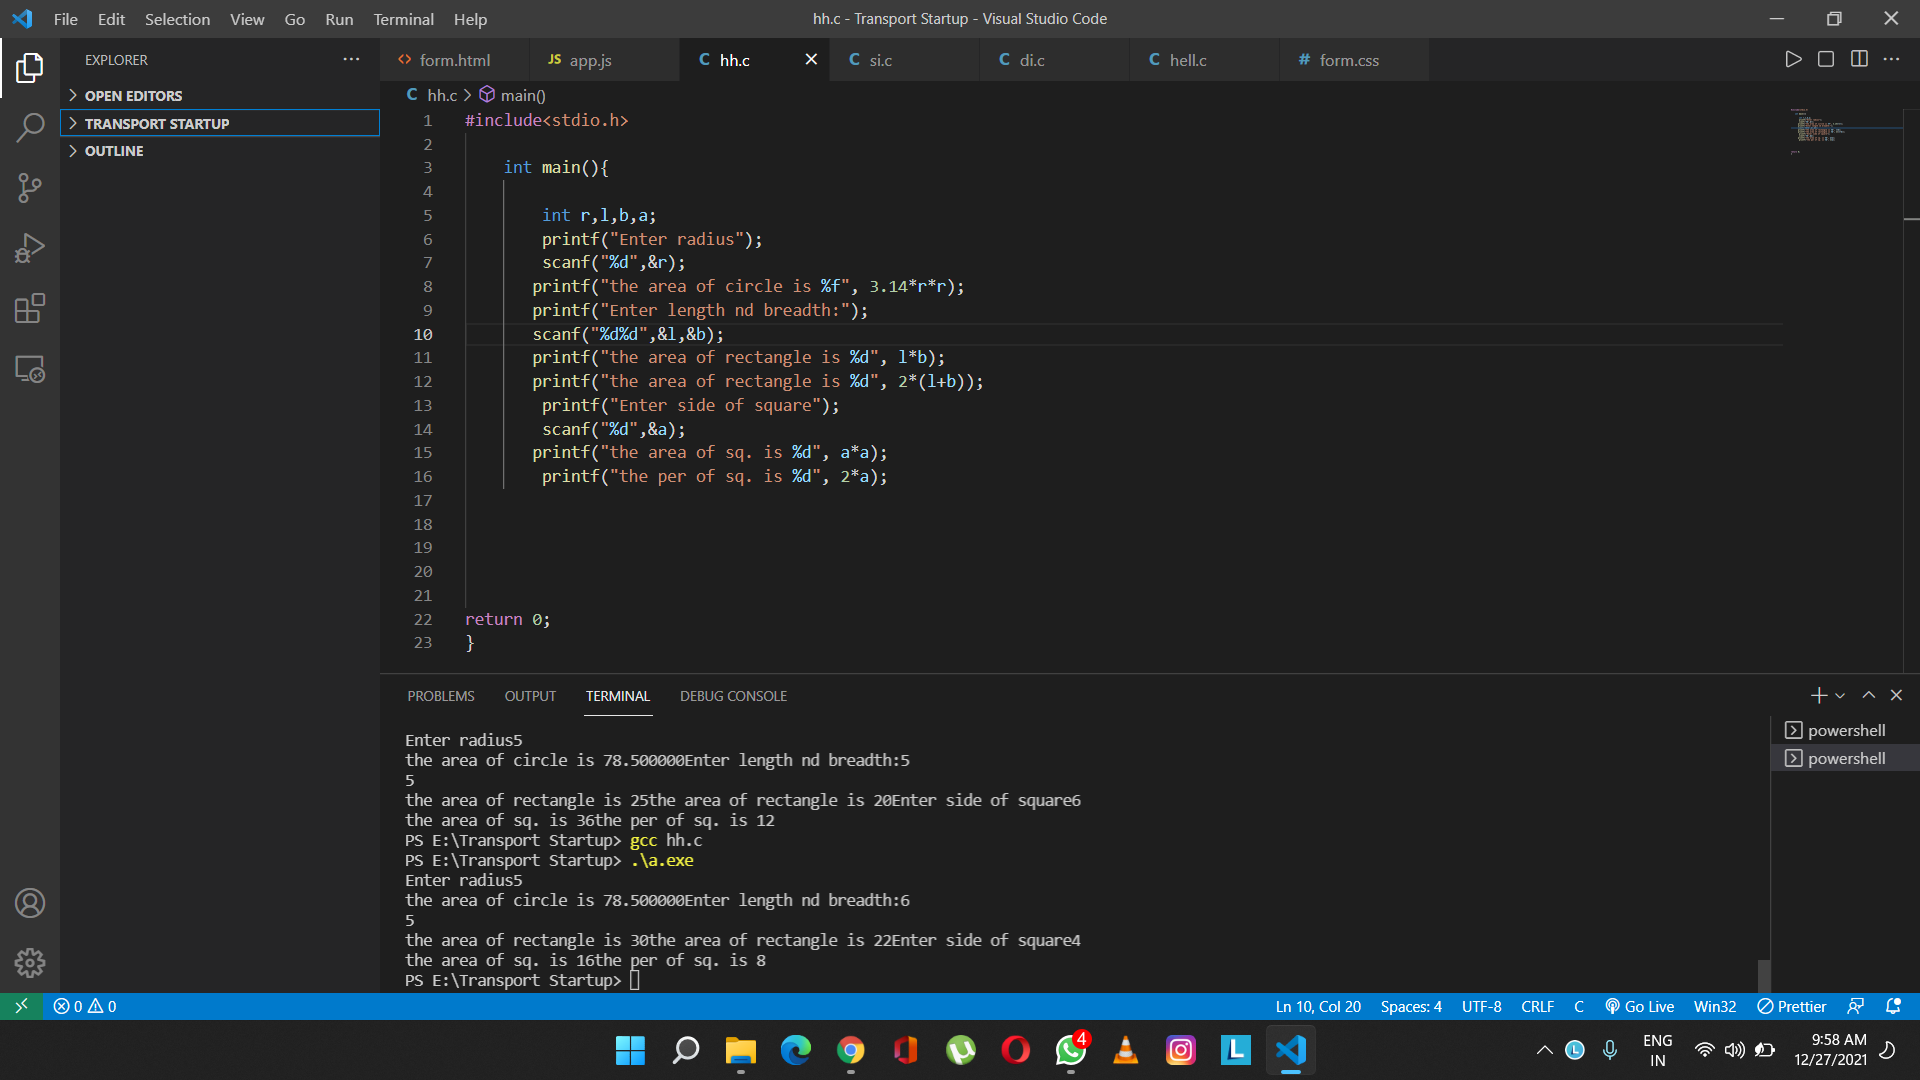 File Edit Selection View Go Run Terminal Help
hh.c - Transport Startup - Visual Studio Code
EXPLORER
OPEN EDITORS
TRANSPORT STARTUP
OUTLINE
form.html
JS app.js
C hh.c
C si.c
C di.c
C hell.c
# form.css
C hh.c > main()
1 #include<stdio.h>
2
3 int main(){
4
5 int r,l,b,a;
6 printf("Enter radius");
7 scanf("%d",&r);
8 printf("the area of circle is %f", 3.14*r*r);
9 printf("Enter length nd breadth:");
10 scanf("%d%d",&l,&b);
11 printf("the area of rectangle is %d", l*b);
12 printf("the area of rectangle is %d", 2*(l+b));
13 printf("Enter side of square");
14 scanf("%d",&a);
15 printf("the area of sq. is %d", a*a);
16 printf("the per of sq. is %d", 2*a);
17
18
19
20
21
22 return 0;
23 }
PROBLEMS OUTPUT TERMINAL DEBUG CONSOLE
powershell
powershell
Enter radius5
the area of circle is 78.500000Enter length nd breadth:5
5
the area of rectangle is 25the area of rectangle is 20Enter side of square6
the area of sq. is 36the per of sq. is 12
PS E:\Transport Startup> gcc hh.c
PS E:\Transport Startup> .\a.exe
Enter radius5
the area of circle is 78.500000Enter length nd breadth:6
5
the area of rectangle is 30the area of rectangle is 22Enter side of square4
the area of sq. is 16the per of sq. is 8
PS E:\Transport Startup>
0 0
Ln 10, Col 20 Spaces: 4 UTF-8 CRLF C Go Live Win32 Prettier
4
L
L
ENG
IN
9:58 AM
12/27/2021